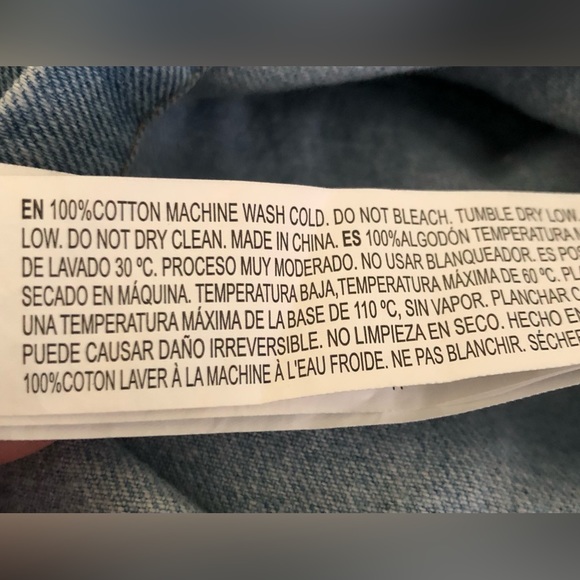 EN 100%COTTON MACHINE WASH COLD. DO NOT BLEACH. TUMBLE DRY LOW.
LOW. DO NOT DRY CLEAN. MADE IN CHINA. ES 100%ALGODÓN TEMPERATURA
DE LAVADO 30 ºC. PROCESO MUY MODERADO. NO USAR BLANQUEADOR. ES
SECADO EN MÁQUINA. TEMPERATURA BAJA,TEMPERATURA MÁXIMA DE 60 ºC.
UNA TEMPERATURA MÁXIMA DE LA BASE DE 110 ºC, SIN VAPOR. PLANCHAR
PUEDE CAUSAR DAÑO IRREVERSIBLE. NO LIMPIEZA EN SECO. HECHO EN
100%COTON LAVER À LA MACHINE À L'EAU FROIDE. NE PAS BLANCHIR. SÉCHER